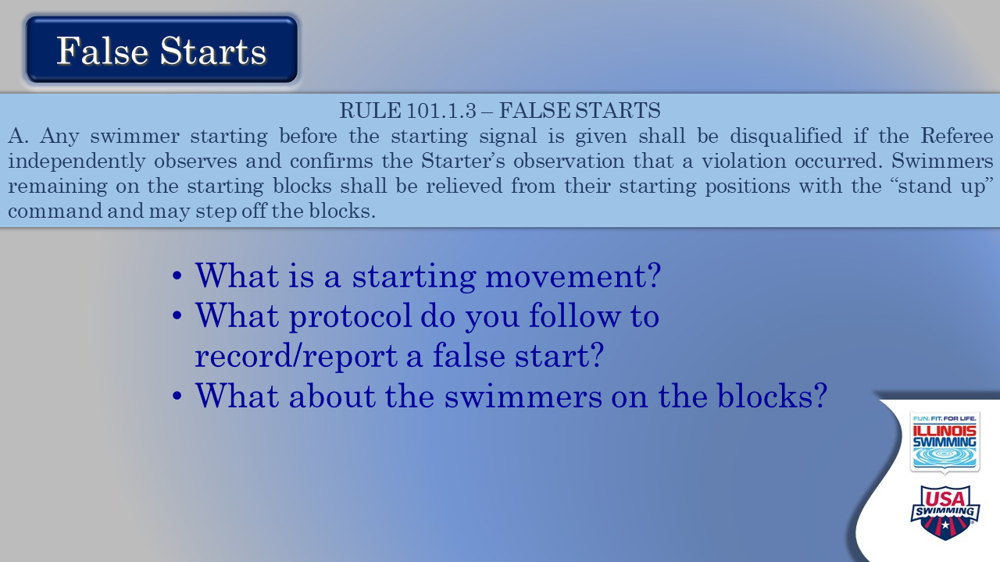 False Starts
RULE 101.1.3 – FALSE STARTS
A. Any swimmer starting before the starting signal is given shall be disqualified if the Referee
independently observes and confirms the Starter’s observation that a violation occurred. Swimmers
remaining on the starting blocks shall be relieved from their starting positions with the “stand up”
command and may step off the blocks.
• What is a starting movement?
• What protocol do you follow to
record/report a false start?
• What about the swimmers on the blocks?
FUN. FIT. FOR LIFE.
ILLINOIS
SWIMMING
USA
SWIMMING